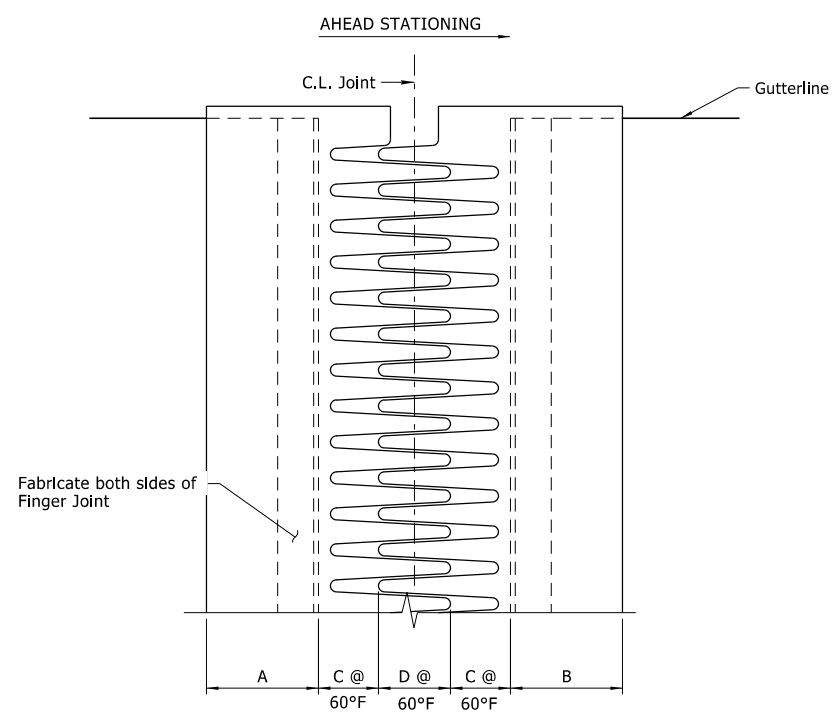 AHEAD STATIONING
C.L. Joint
Gutterline
Fabricate both sides of
Finger Joint
A
C @
60°F
D @
60°F
C @
60°F
B